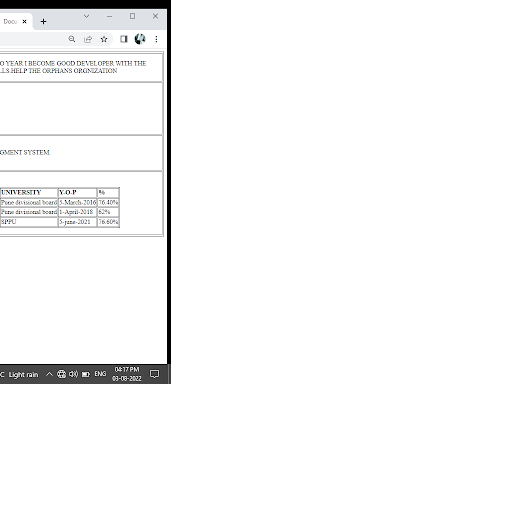 Docu
O YEAR I BECOME GOOD DEVELOPER WITH THE
LLS HELP THE ORPHANS ORGNIZATION
GMENT SYSTEM.
UNIVERSITY Y-O-P %
Pune divisional board 5-March-2016 76.40%
Pune divisional board 1-April-2018 62%
SPPU 5-june-2021 76.60%
C Light rain ENG 04:17 PM
03-08-2022